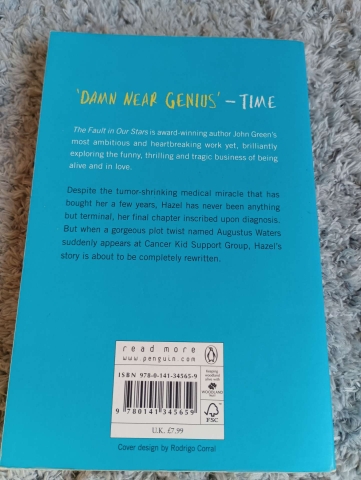 'DAMN NEAR GENIUS' – TIME
The Fault in Our Stars is award-winning author John Green's
most ambitious and heartbreaking work yet, brilliantly
exploring the funny, thrilling and tragic business of being
alive and in love.
Despite the tumor-shrinking medical miracle that has
bought her a few years, Hazel has never been anything
but terminal, her final chapter inscribed upon diagnosis.
But when a gorgeous plot twist named Augustus Waters
suddenly appears at Cancer Kid Support Group, Hazel's
story is about to be completely rewritten.
read more
www.penguin.com
ISBN 978-0-141-34565-9
9 780141 345659
FSC
U.K. £7.99
Cover design by Rodrigo Corral